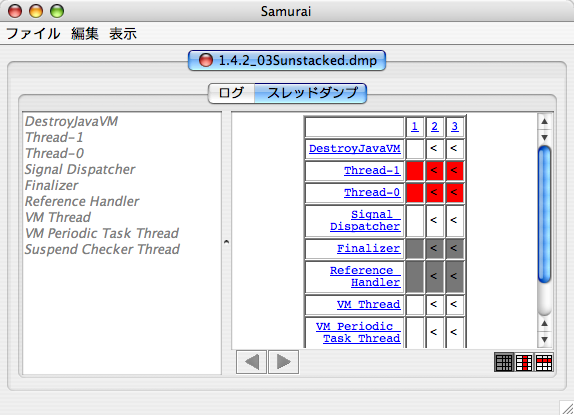 Samurai
ファイル 編集 表示
1.4.2_03Sunstacked.dmp
ログ スレッドダンプ
DestroyJavaVM
Thread-1
Thread-0
Signal Dispatcher
Finalizer
Reference Handler
VM Thread
VM Periodic Task Thread
Suspend Checker Thread
1 2 3
DestroyJavaVM < <
Thread-1 < <
Thread-0 < <
Signal
Dispatcher < <
Finalizer < <
Reference
Handler < <
VM Thread < <
VM Periodic
Task Thread < <